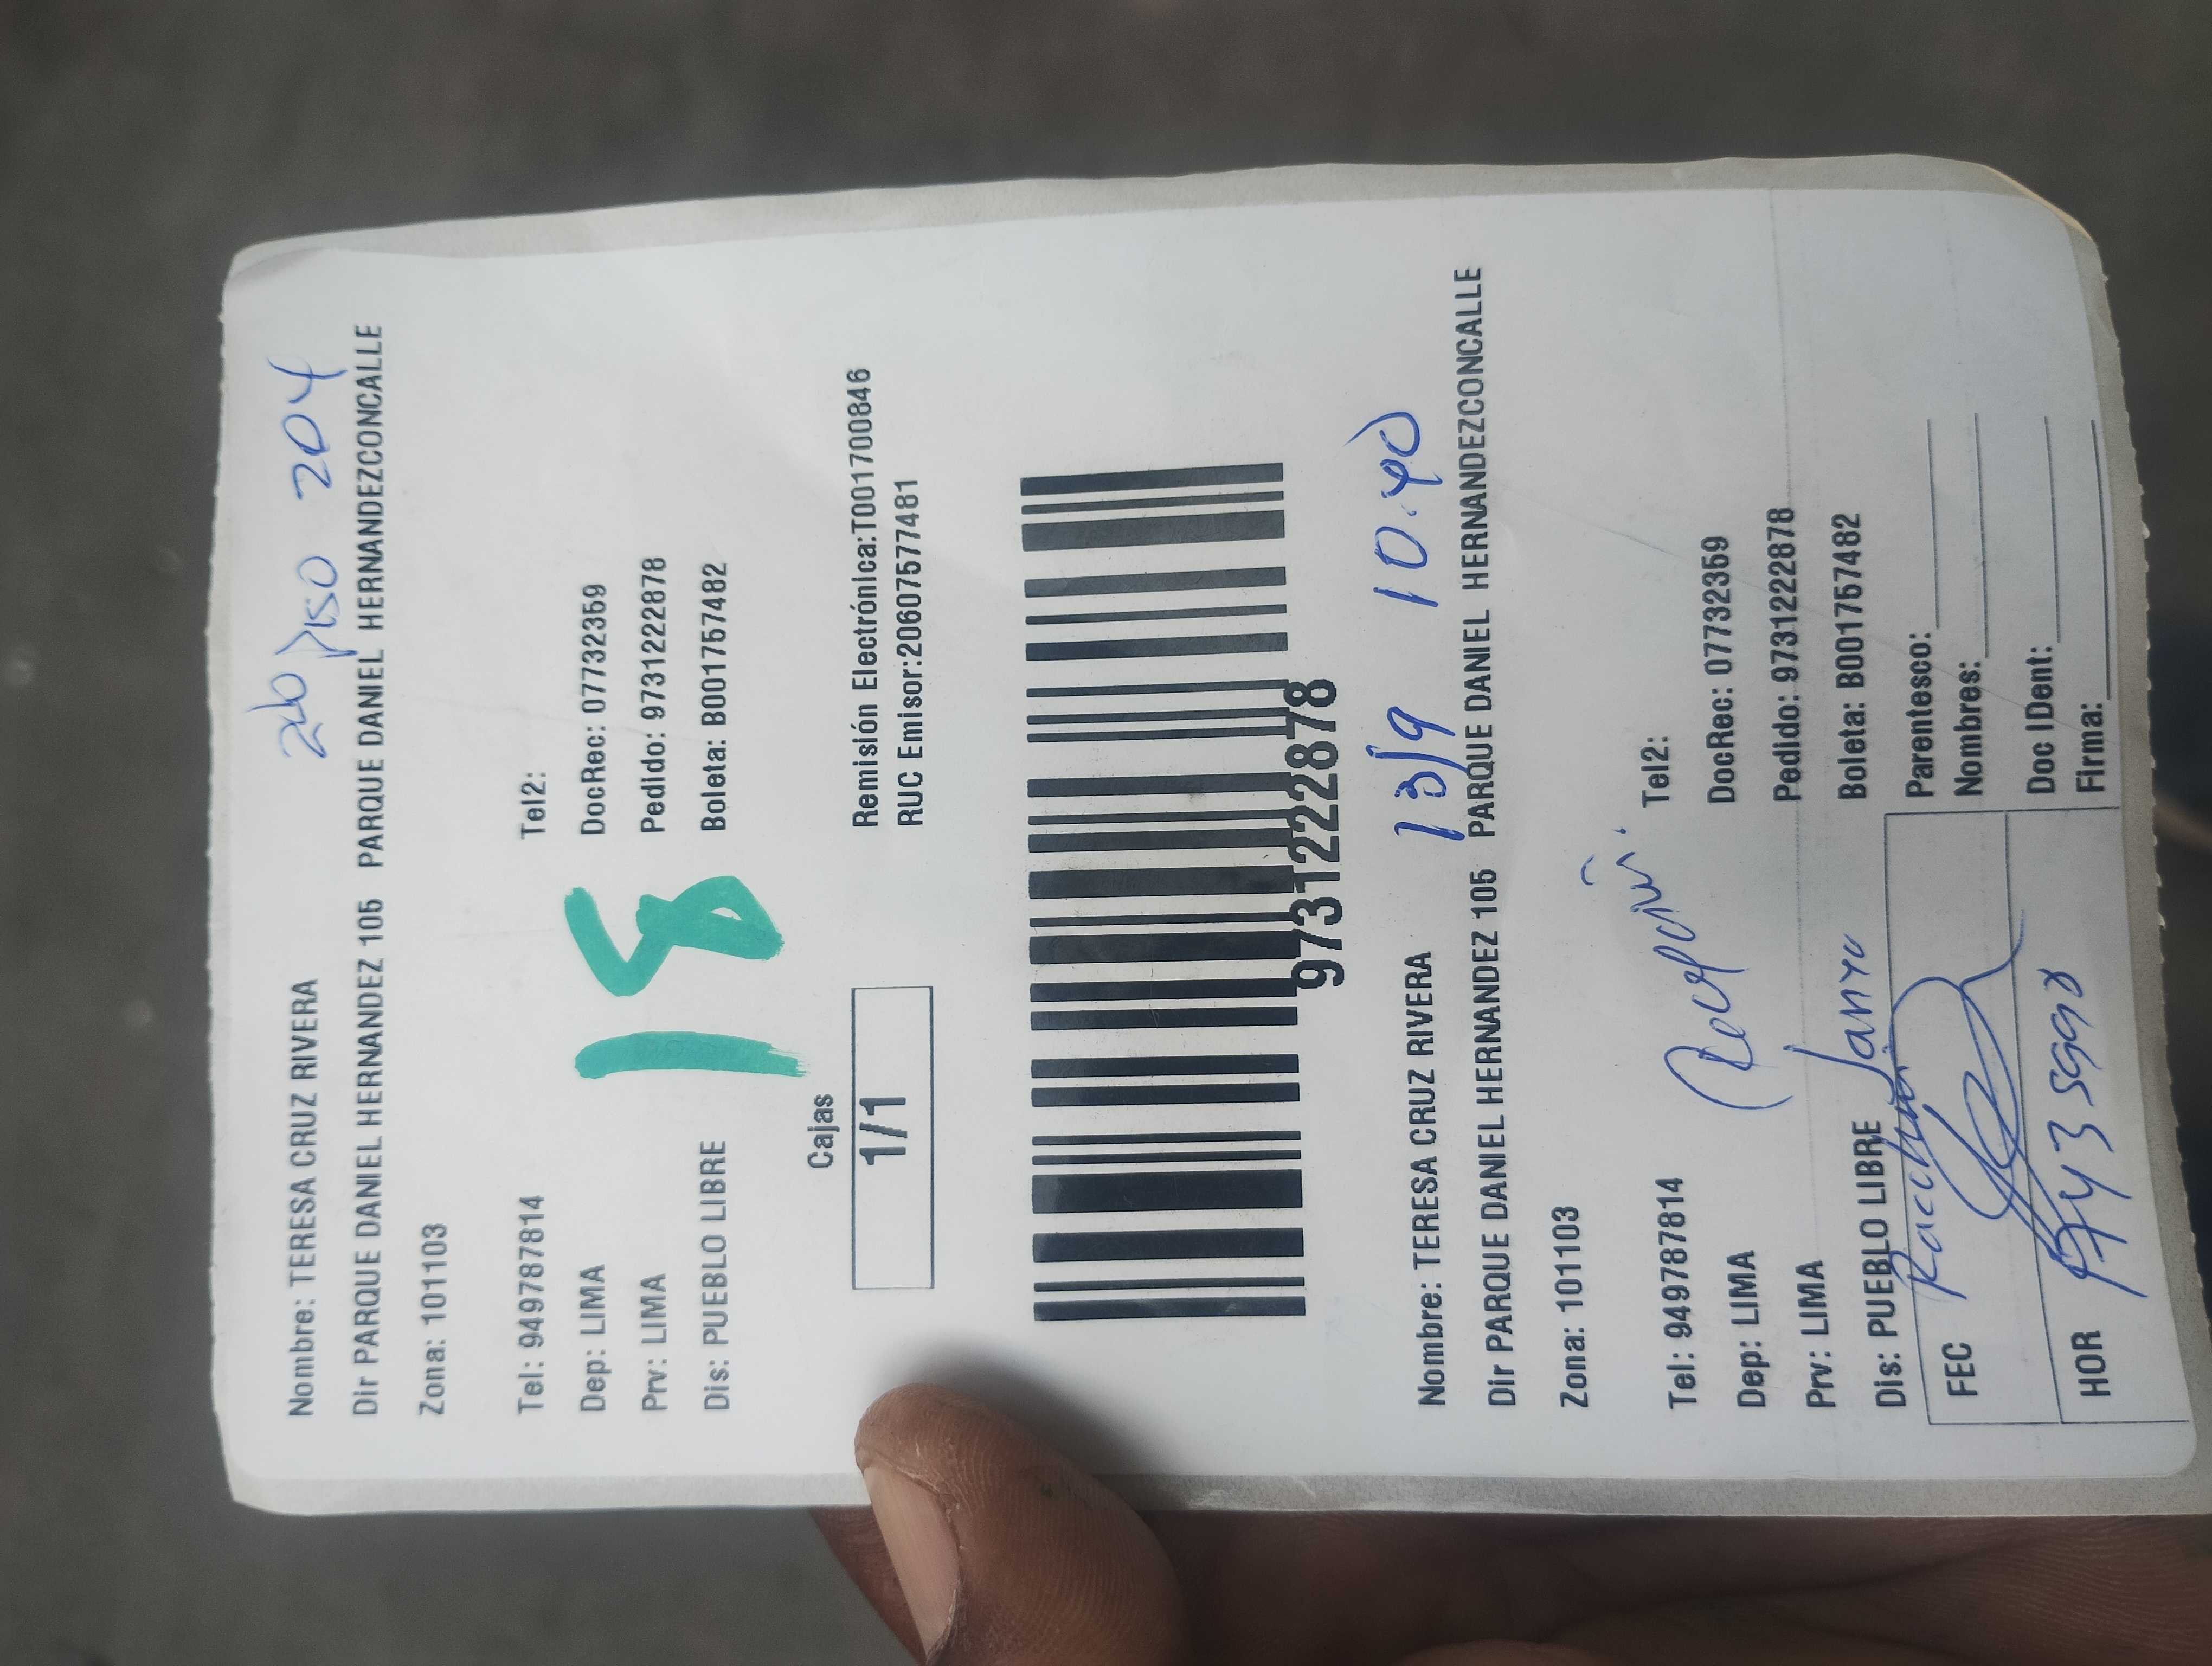 2do piso 204
Nombre: TERESA CRUZ RIVERA
Dir PARQUE DANIEL HERNANDEZ 105 PARQUE DANIEL HERNANDEZCONCALLE
Zona: 101103
Tel: 949787814 Tel2:
Dep: LIMA DocRec: 07732359
Prv: LIMA Pedido: 9731222878
Dis: PUEBLO LIBRE Boleta: B001757482
18
Cajas
1/1
Remisión Electrónica:T001700846
RUC Emisor:20607577481
9731222878
13/9 10.40
Nombre: TERESA CRUZ RIVERA
Dir PARQUE DANIEL HERNANDEZ 105 PARQUE DANIEL HERNANDEZCONCALLE
Zona: 101103
Tel: 949787814 Tel2:
Dep: LIMA DocRec: 07732359
Prv: LIMA Pedido: 9731222878
Dis: PUEBLO LIBRE Boleta: B001757482
FEC Parentesco:
Nombres:
HOR Doc IDent:
Firma: